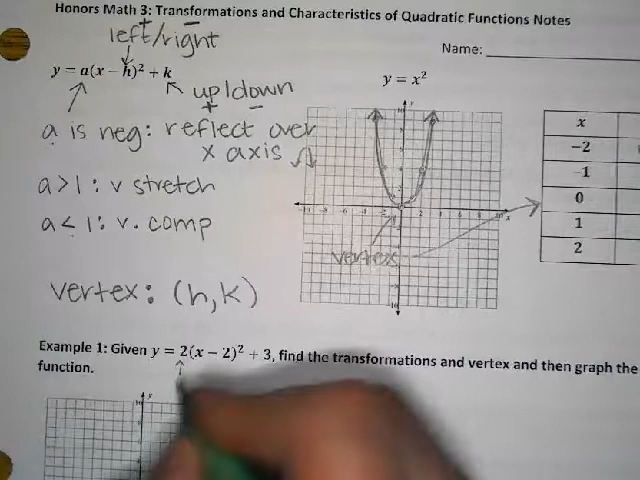 Honors Math 3: Transformations and Characteristics of Quadratic Functions Notes
+ −
left/right
Name:
y = a(x − h)² + k
y = x²
up/down
+ −
a is neg: reflect over
x axis
a>1: v stretch
a<1: v. comp
vertex
vertex: (h,k)
x
−2
−1
0
1
2
Example 1: Given y = 2(x − 2)² + 3, find the transformations and vertex and then graph the
function.